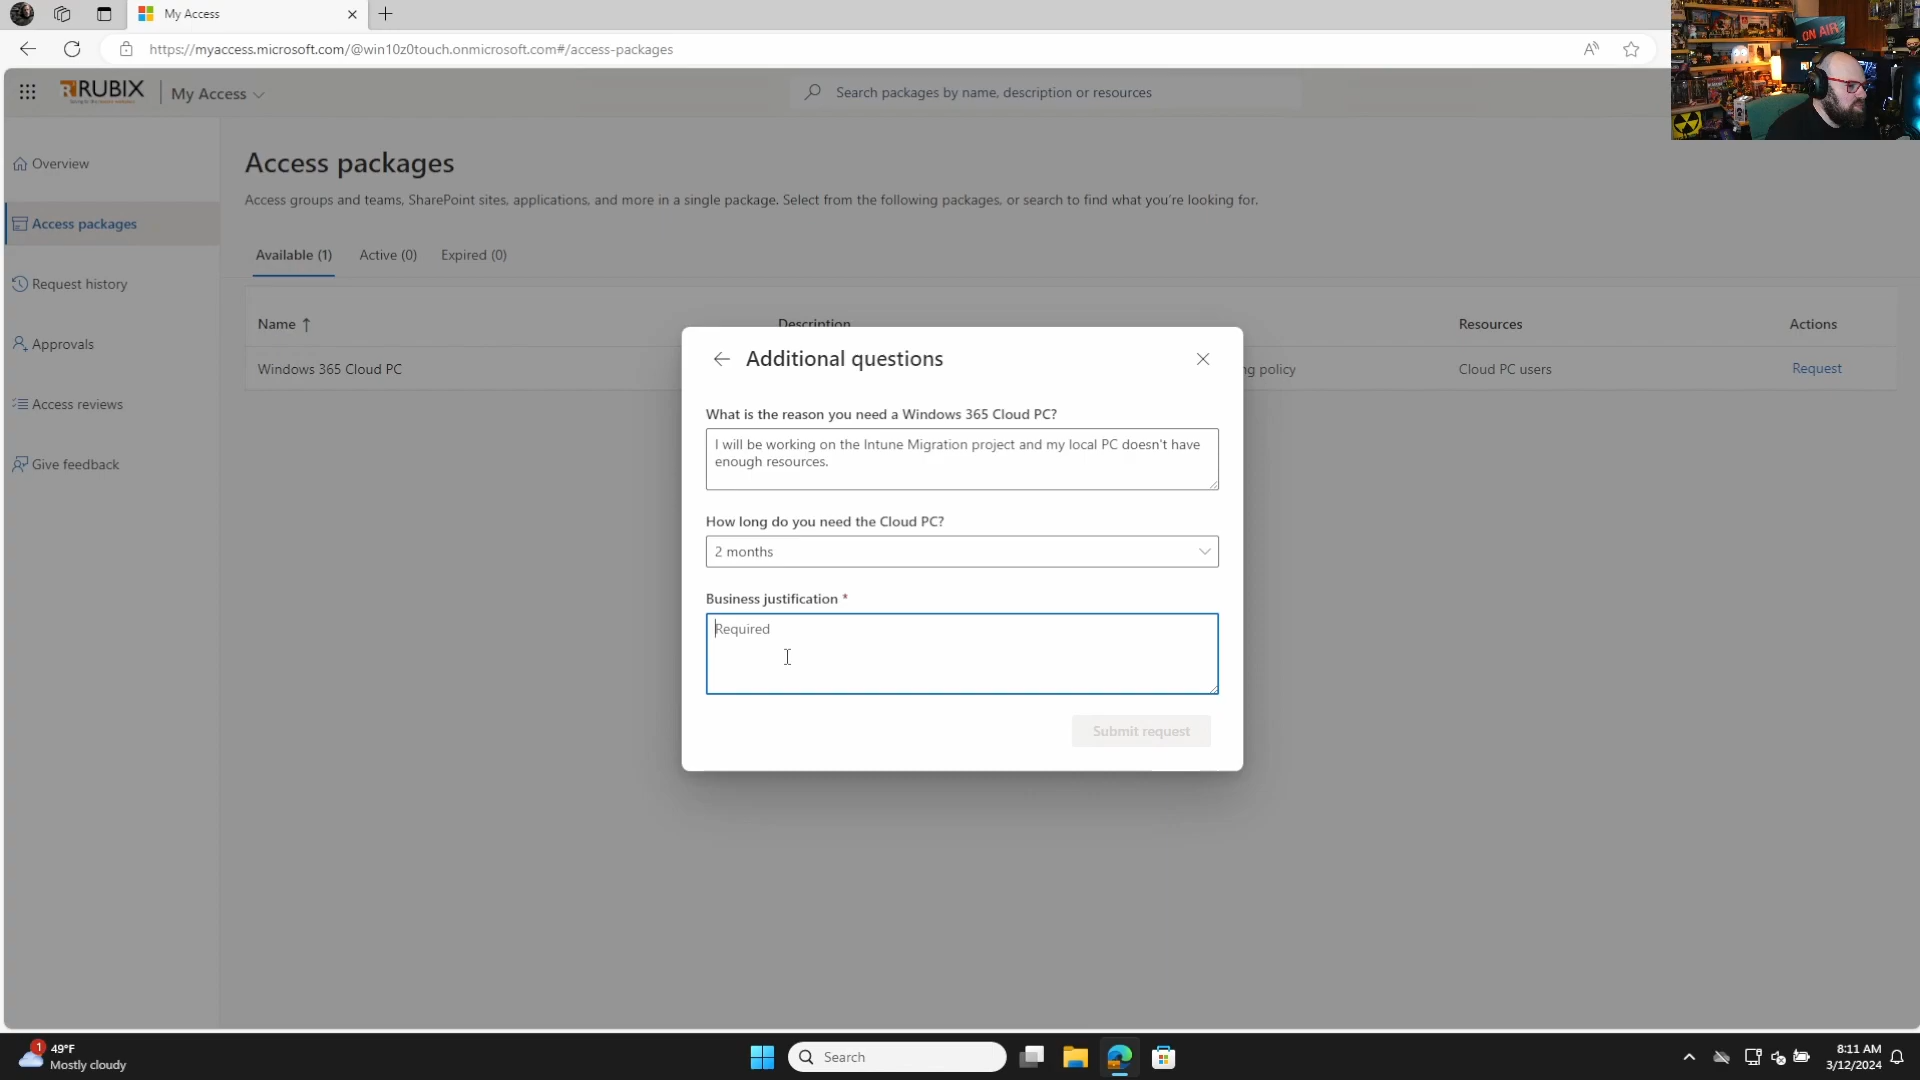 My Access
https://myaccess.microsoft.com/@win10z0touch.onmicrosoft.com#/access-packages
ON AIR
RUBIX
My Access
Search packages by name, description or resources
Overview
Access packages
Request history
Approvals
Access reviews
Give feedback
Access packages
Access groups and teams, SharePoint sites, applications, and more in a single package. Select from the following packages, or search to find what you're looking for.
Available (1) Active (0) Expired (0)
Name ↑ Description Resources Actions
Windows 365 Cloud PC ng policy Cloud PC users Request
Additional questions
What is the reason you need a Windows 365 Cloud PC?
I will be working on the Intune Migration project and my local PC doesn't have
enough resources.
How long do you need the Cloud PC?
2 months
Business justification *
Required
Submit request
1
49°F
Mostly cloudy
Search
8:11 AM
3/12/2024